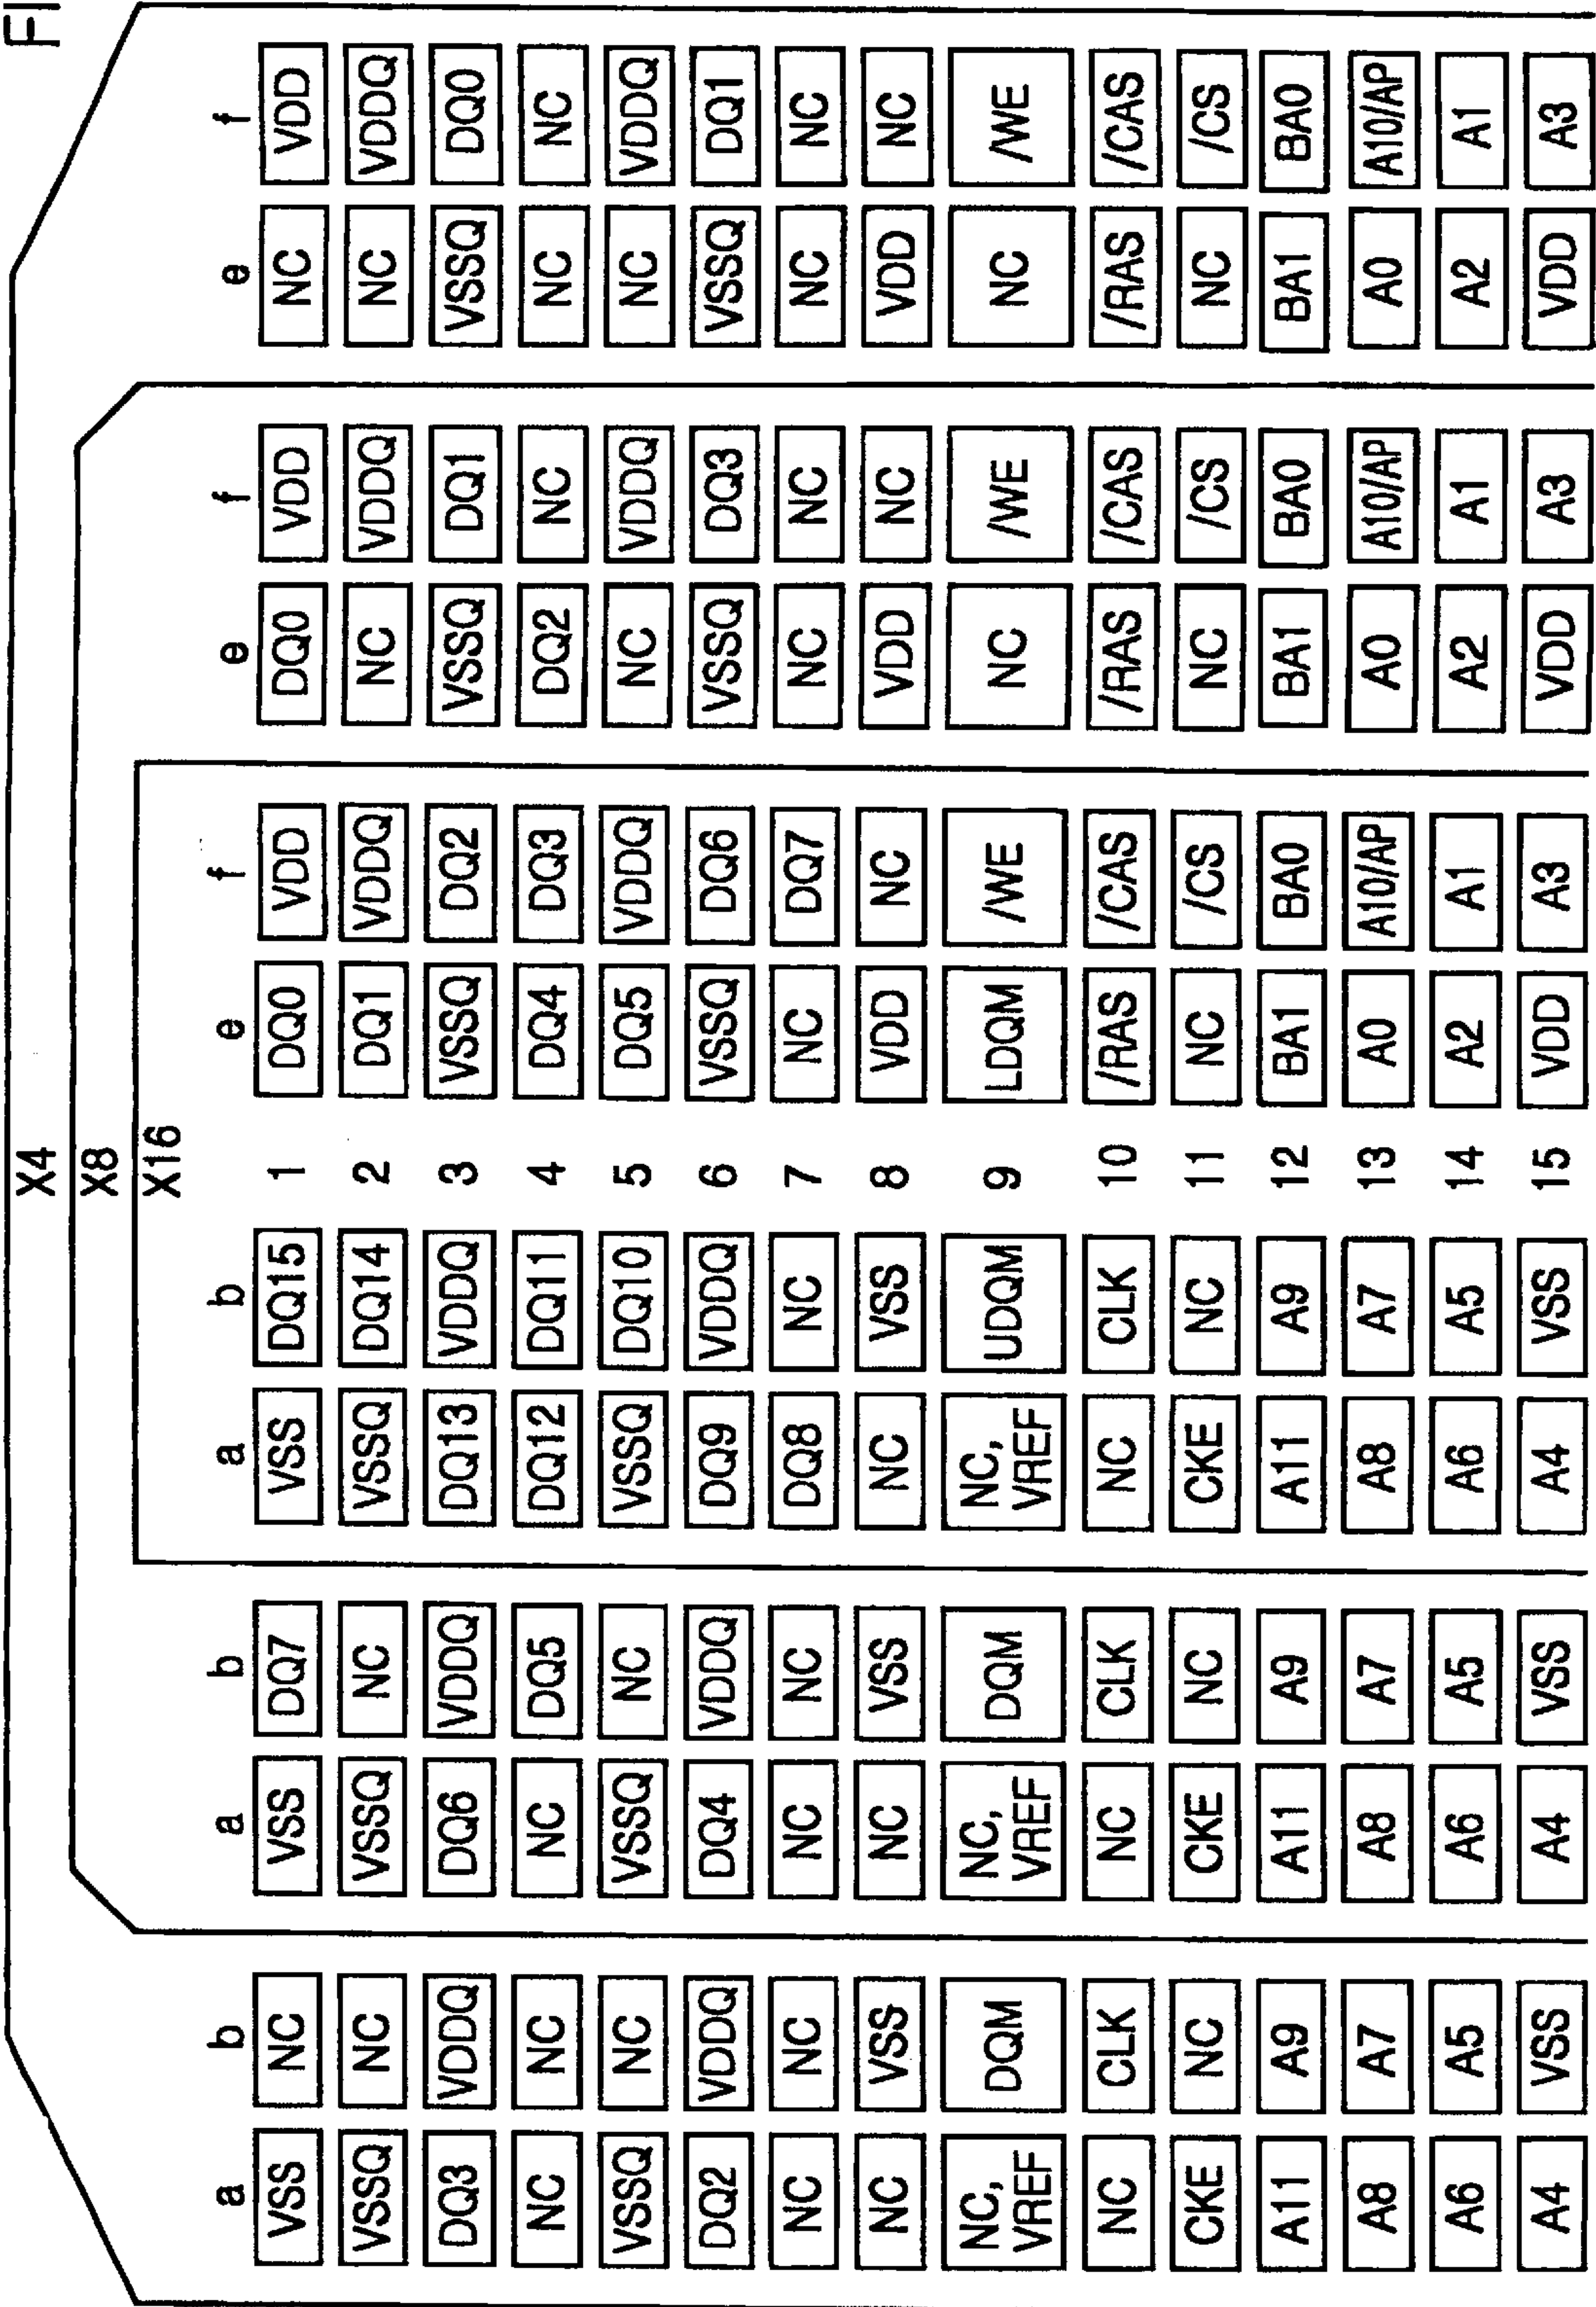 FI
X4
X8
X16
a b a b a b e f e f e f
VSS NC VSS DQ7 VSS DQ15 1 DQ0 VDD DQ0 VDD NC VDD
VSSQ NC VSSQ NC VSSQ DQ14 2 DQ1 VDDQ NC VDDQ NC VDDQ
DQ3 VDDQ DQ6 VDDQ DQ13 VDDQ 3 VSSQ DQ2 VSSQ DQ1 VSSQ DQ0
NC NC NC DQ5 DQ12 DQ11 4 DQ4 DQ3 DQ2 NC NC NC
VSSQ NC VSSQ NC VSSQ DQ10 5 DQ5 VDDQ NC VDDQ NC VDDQ
DQ2 VDDQ DQ4 VDDQ DQ9 VDDQ 6 VSSQ DQ6 VSSQ DQ3 VSSQ DQ1
NC NC NC NC DQ8 NC 7 NC DQ7 NC NC NC NC
NC VSS NC VSS NC VSS 8 VDD NC VDD NC VDD NC
NC, VREF DQM NC, VREF DQM NC, VREF UDQM 9 LDQM /WE NC /WE NC /WE
NC CLK NC CLK NC CLK 10 /RAS /CAS /RAS /CAS /RAS /CAS
CKE NC CKE NC CKE NC 11 NC /CS NC /CS NC /CS
A11 A9 A11 A9 A11 A9 12 BA1 BA0 BA1 BA0 BA1 BA0
A8 A7 A8 A7 A8 A7 13 A0 A10/AP A0 A10/AP A0 A10/AP
A6 A5 A6 A5 A6 A5 14 A2 A1 A2 A1 A2 A1
A4 VSS A4 VSS A4 VSS 15 VDD A3 VDD A3 VDD A3